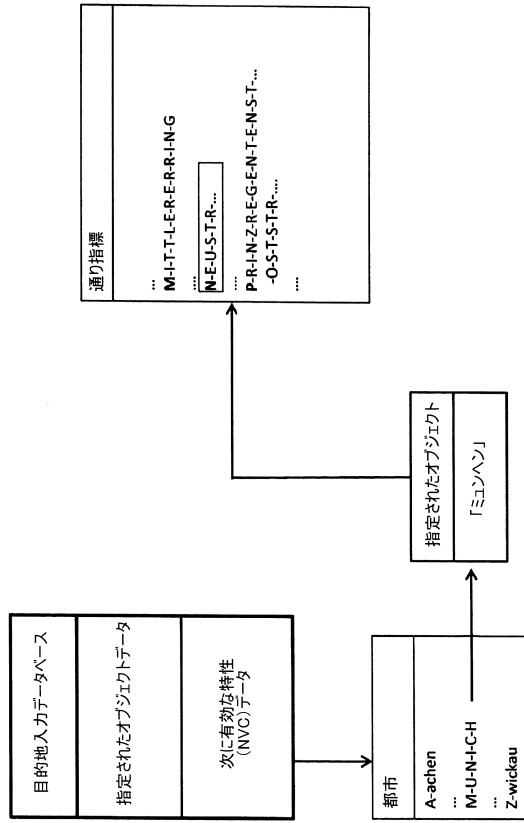 目的地入力データベース
指定されたオブジェクトデータ
次に有効な特性
(NVC)データ
都市
A-achen
...
M-U-N-I-C-H
...
Z-wickau
指定されたオブジェクト
「ミュンヘン」
通り指標
...
M-I-T-T-L-E-R-E-R-R-I-N-G
....
N-E-U-S-T-R-...
....
P-R-I-N-Z-R-E-G-E-N-T-E-N-S-T-...
-O-S-T-S-T-R-....
....